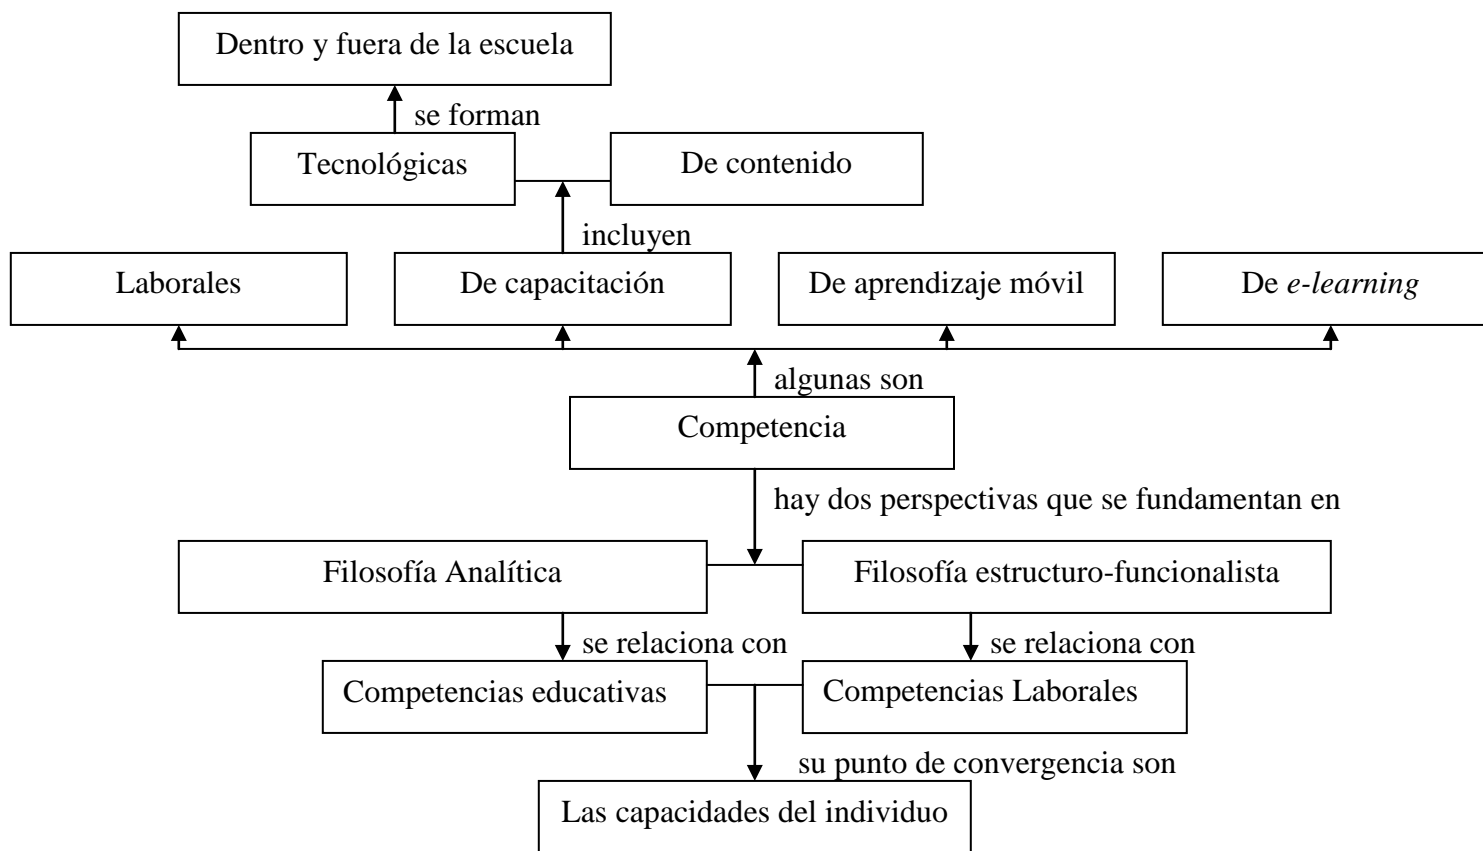 Dentro y fuera de la escuela
se forman
Tecnológicas
De contenido
incluyen
Laborales
De capacitación
De aprendizaje móvil
De e-learning
algunas son
Competencia
hay dos perspectivas que se fundamentan en
Filosofía Analítica
Filosofía estructuro-funcionalista
se relaciona con
se relaciona con
Competencias educativas
Competencias Laborales
su punto de convergencia son
Las capacidades del individuo